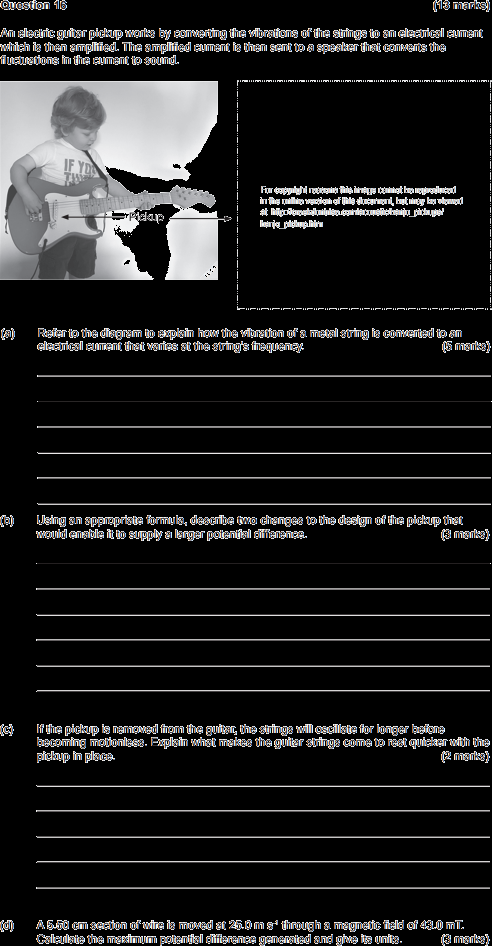 Question 16 (13 marks)
An electric guitar pickup works by converting the vibrations of the strings to an electrical current
which is then amplified. The amplified current is then sent to a speaker that converts the
fluctuations in the current to sound.
IF YOU
Pickup
For copyright reasons this image cannot be reproduced
in the online version of this document, but may be viewed
at
(a) Refer to the diagram to explain how the vibration of a metal string is converted to an
electrical current that varies at the string's frequency. (5 marks)
(b) Using an appropriate formula, describe two changes to the design of the pickup that
would enable it to supply a larger potential difference. (3 marks)
(c) If the pickup is removed from the guitar, the strings will oscillate for longer before
becoming motionless. Explain what makes the guitar strings come to rest quicker with the
pickup in place. (2 marks)
(d) A 5.50 cm section of wire is moved at 25.0 m s⁻¹ through a magnetic field of 43.0 mT.
Calculate the maximum potential difference generated and give its units. (3 marks)